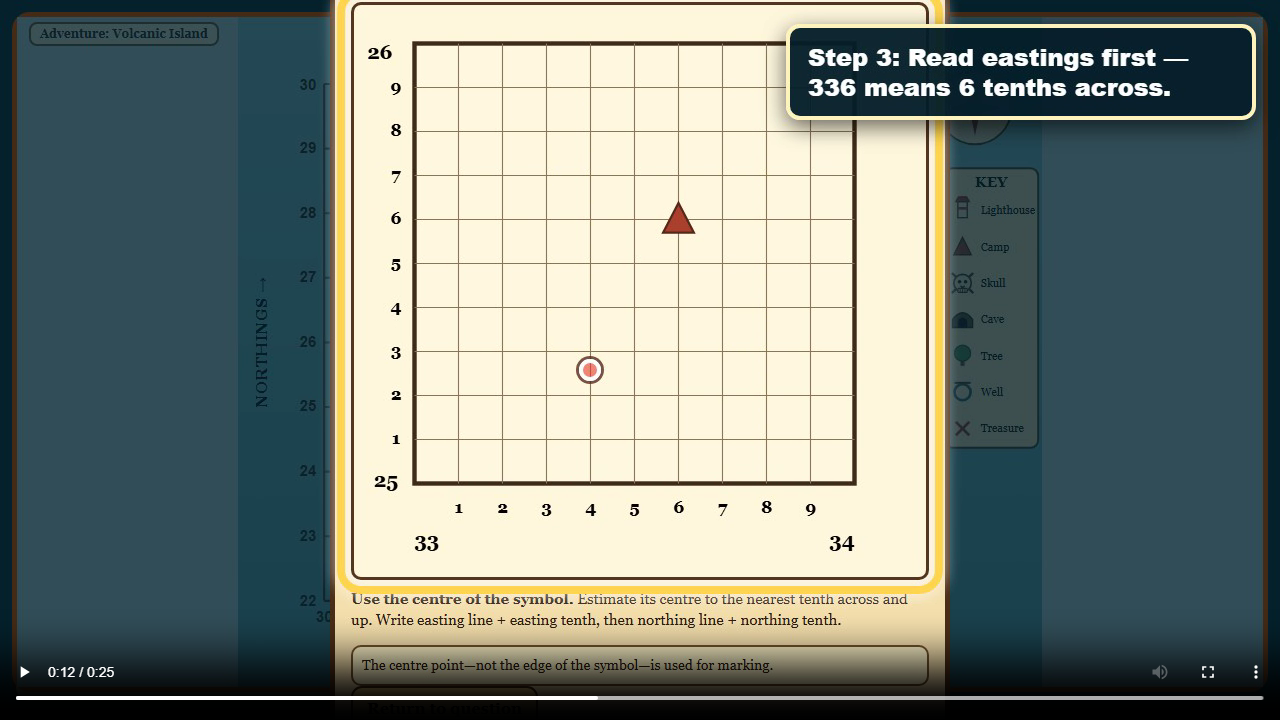 Adventure: Volcanic Island
Step 3: Read eastings first —
336 means 6 tenths across.
26
9
8
7
6
5
4
3
2
1
25
1 2 3 4 5 6 7 8 9
33 34
30
29
28
27
26
25
24
23
22
30
NORTHINGS →
KEY
Lighthouse
Camp
Skull
Cave
Tree
Well
Treasure
Use the centre of the symbol. Estimate its centre to the nearest tenth across and
up. Write easting line + easting tenth, then northing line + northing tenth.
The centre point—not the edge of the symbol—is used for marking.
Return to question
0:12 / 0:25